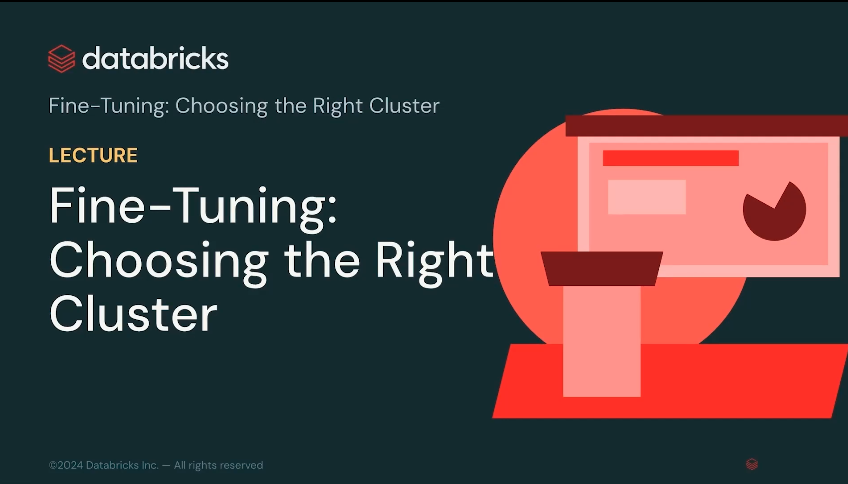 databricks
Fine-Tuning: Choosing the Right Cluster
LECTURE
Fine-Tuning:
Choosing the Right
Cluster
©2024 Databricks Inc. — All rights reserved